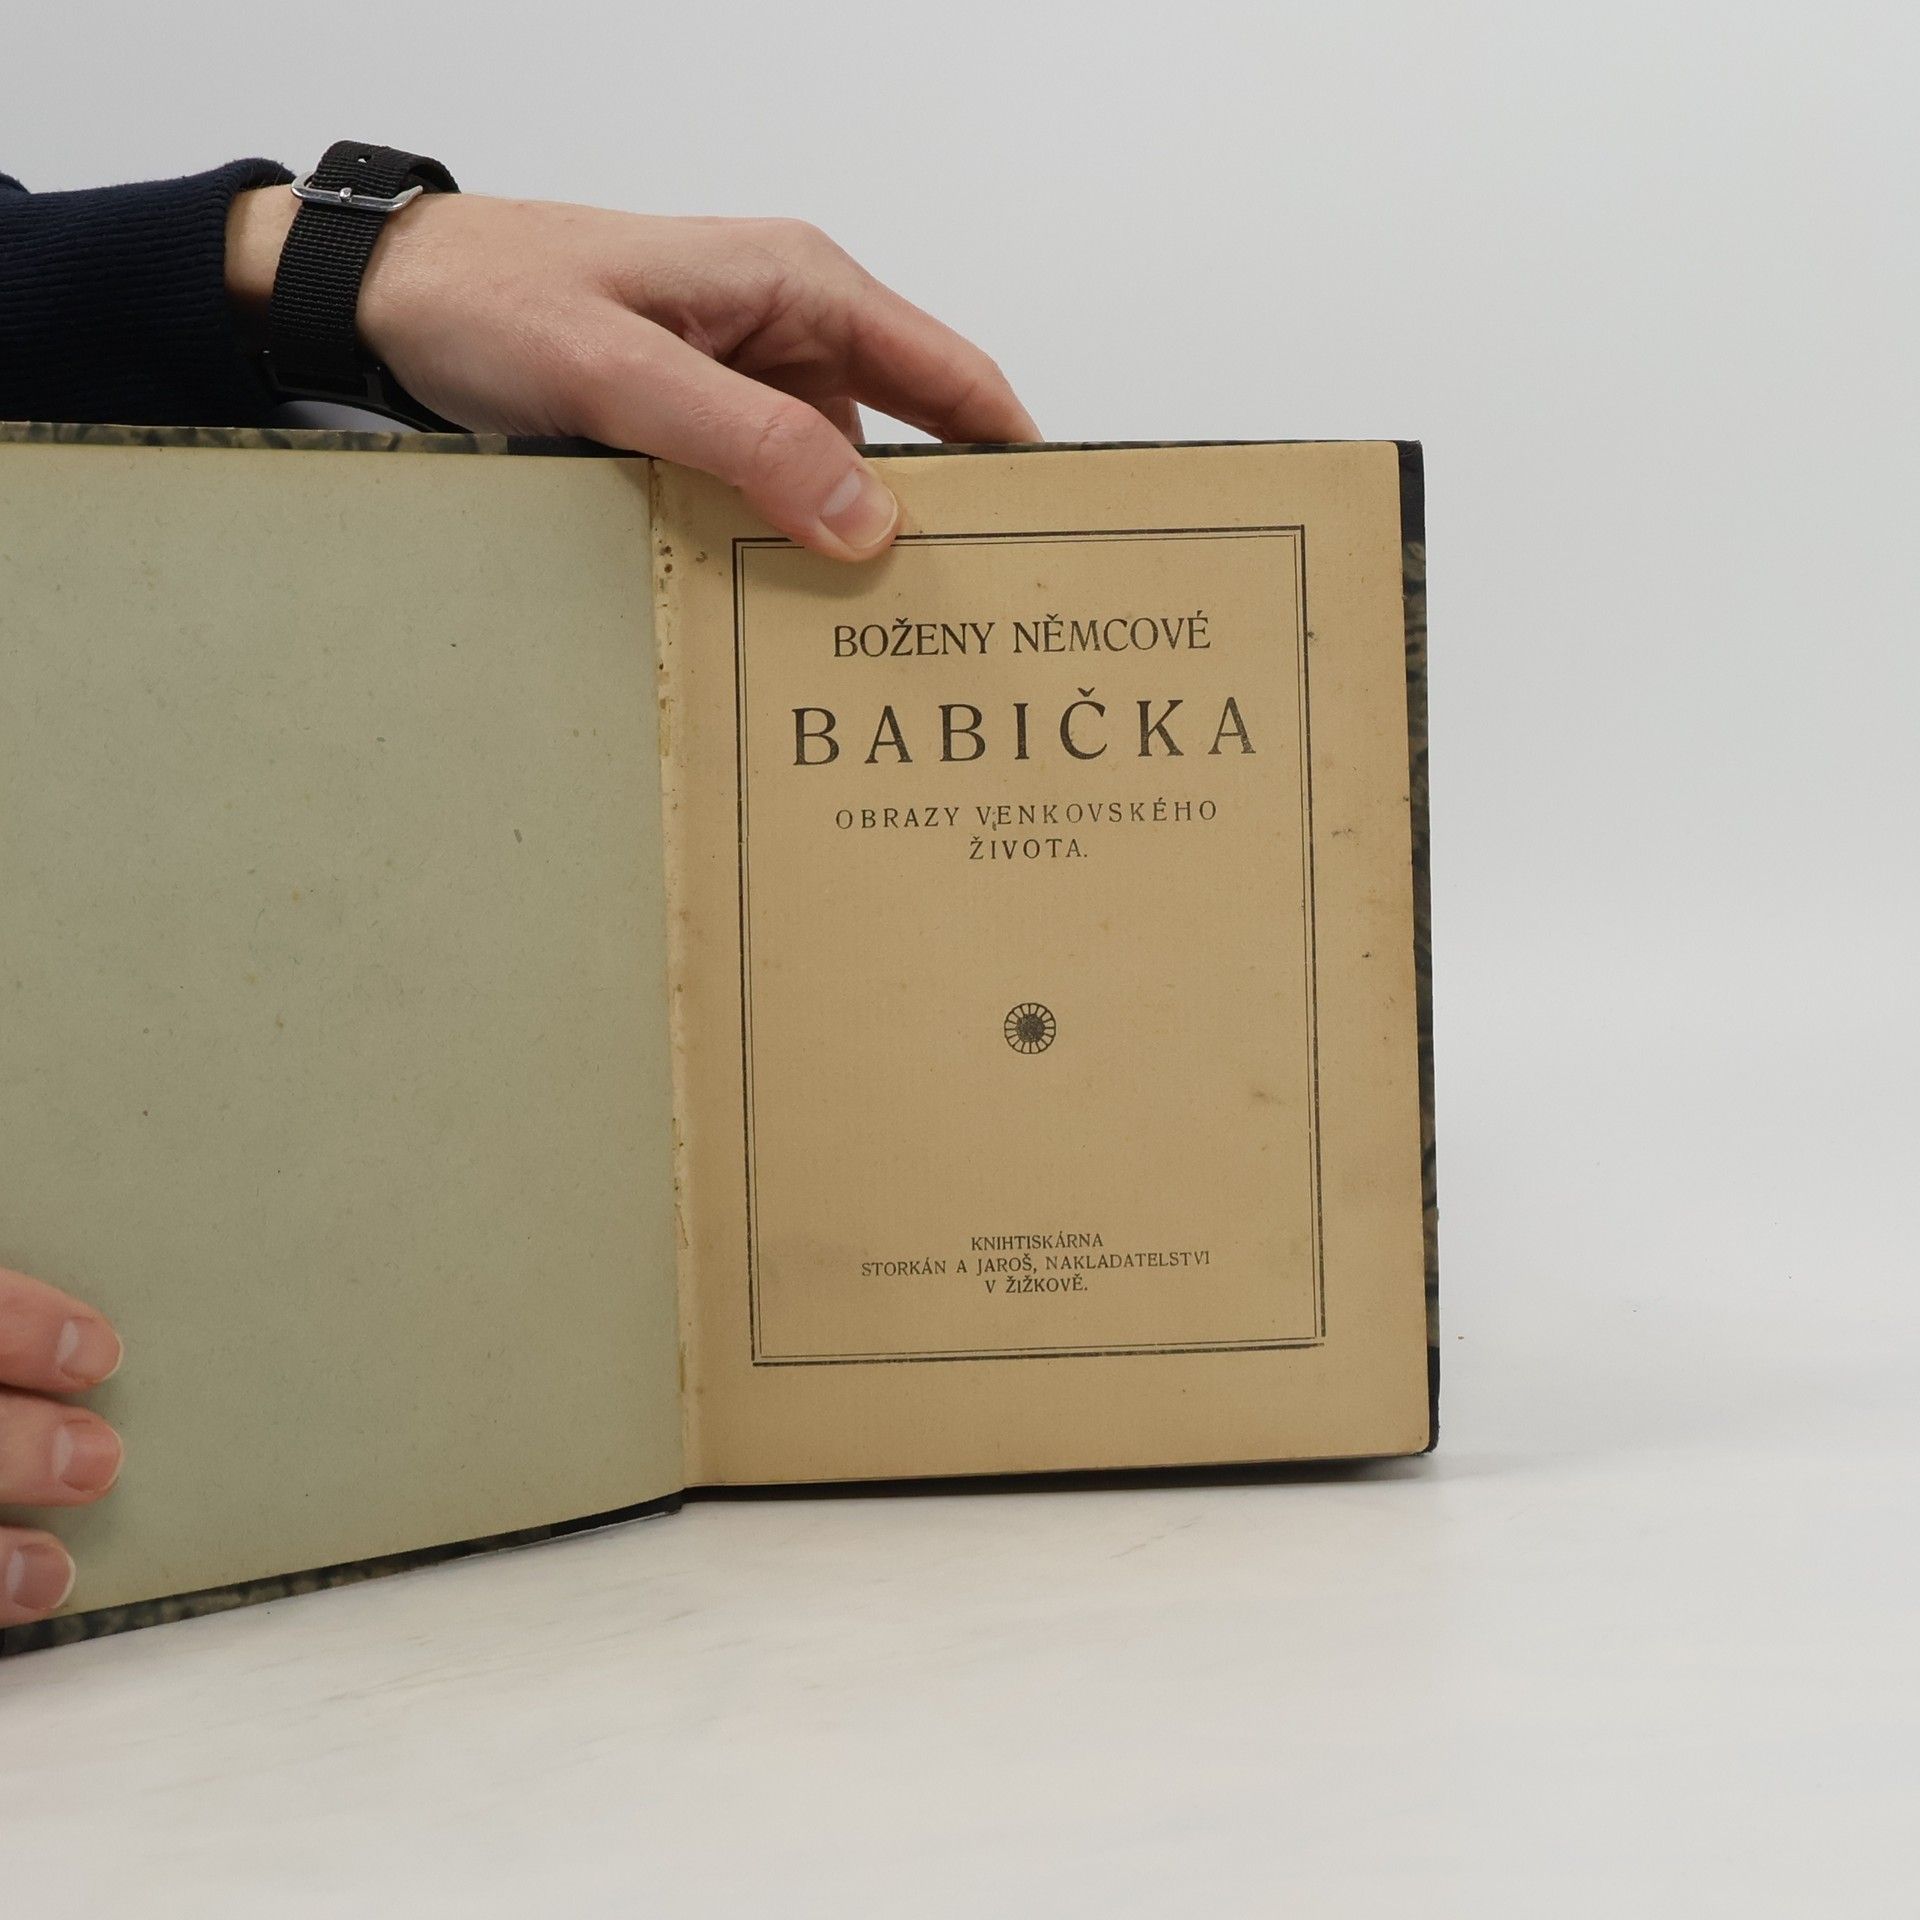 BOŽENY NĚMCOVÉ
BABIČKA
OBRAZY VENKOVSKÉHO
ŽIVOTA.
KNIHTISKÁRNA
STORKÁN A JAROŠ, NAKLADATELSTVI
V ŽIŽKOVĚ.